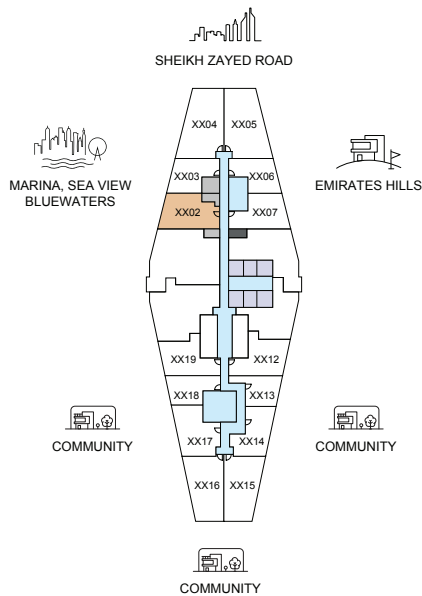 SHEIKH ZAYED ROAD
XX04 XX05
MARINA, SEA VIEW
BLUEWATERS
EMIRATES HILLS
XX03 XX06
XX02 XX07
XX19 XX12
XX18 XX13
COMMUNITY
COMMUNITY
XX17 XX14
XX16 XX15
COMMUNITY